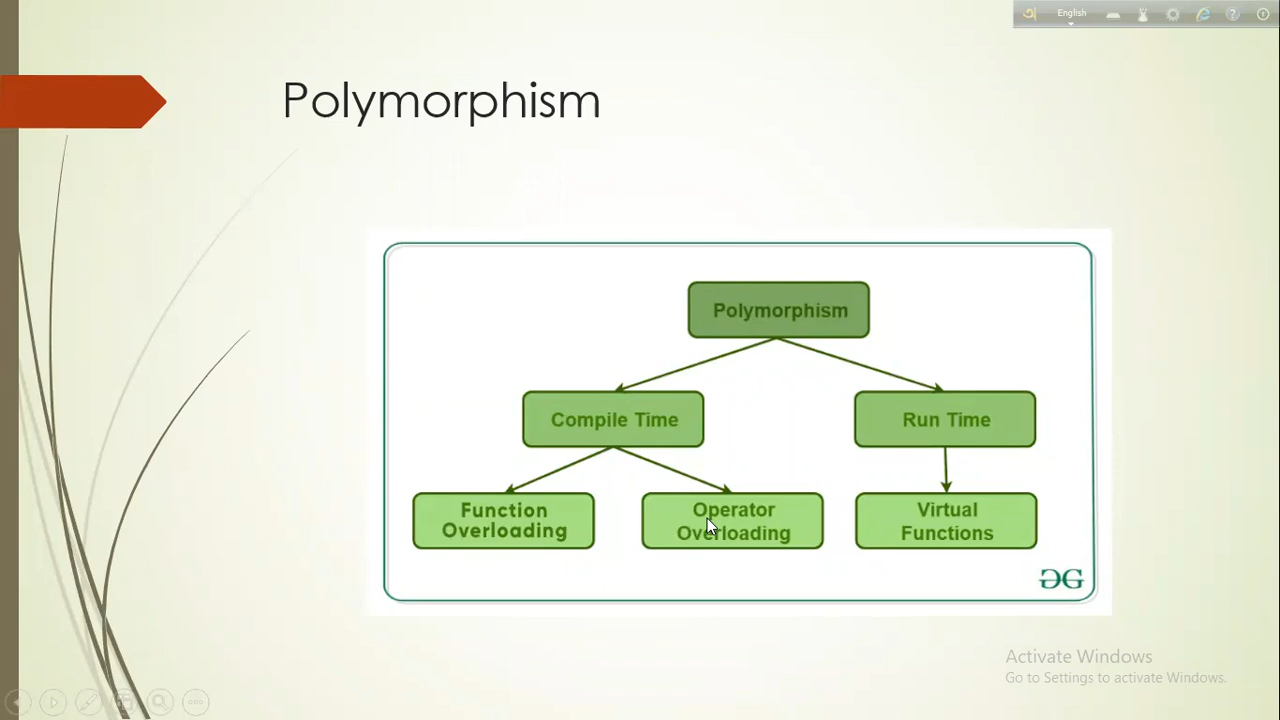 English
Polymorphism
Polymorphism
Compile Time
Run Time
Function
Overloading
Operator
Overloading
Virtual
Functions
Activate Windows
Go to Settings to activate Windows.